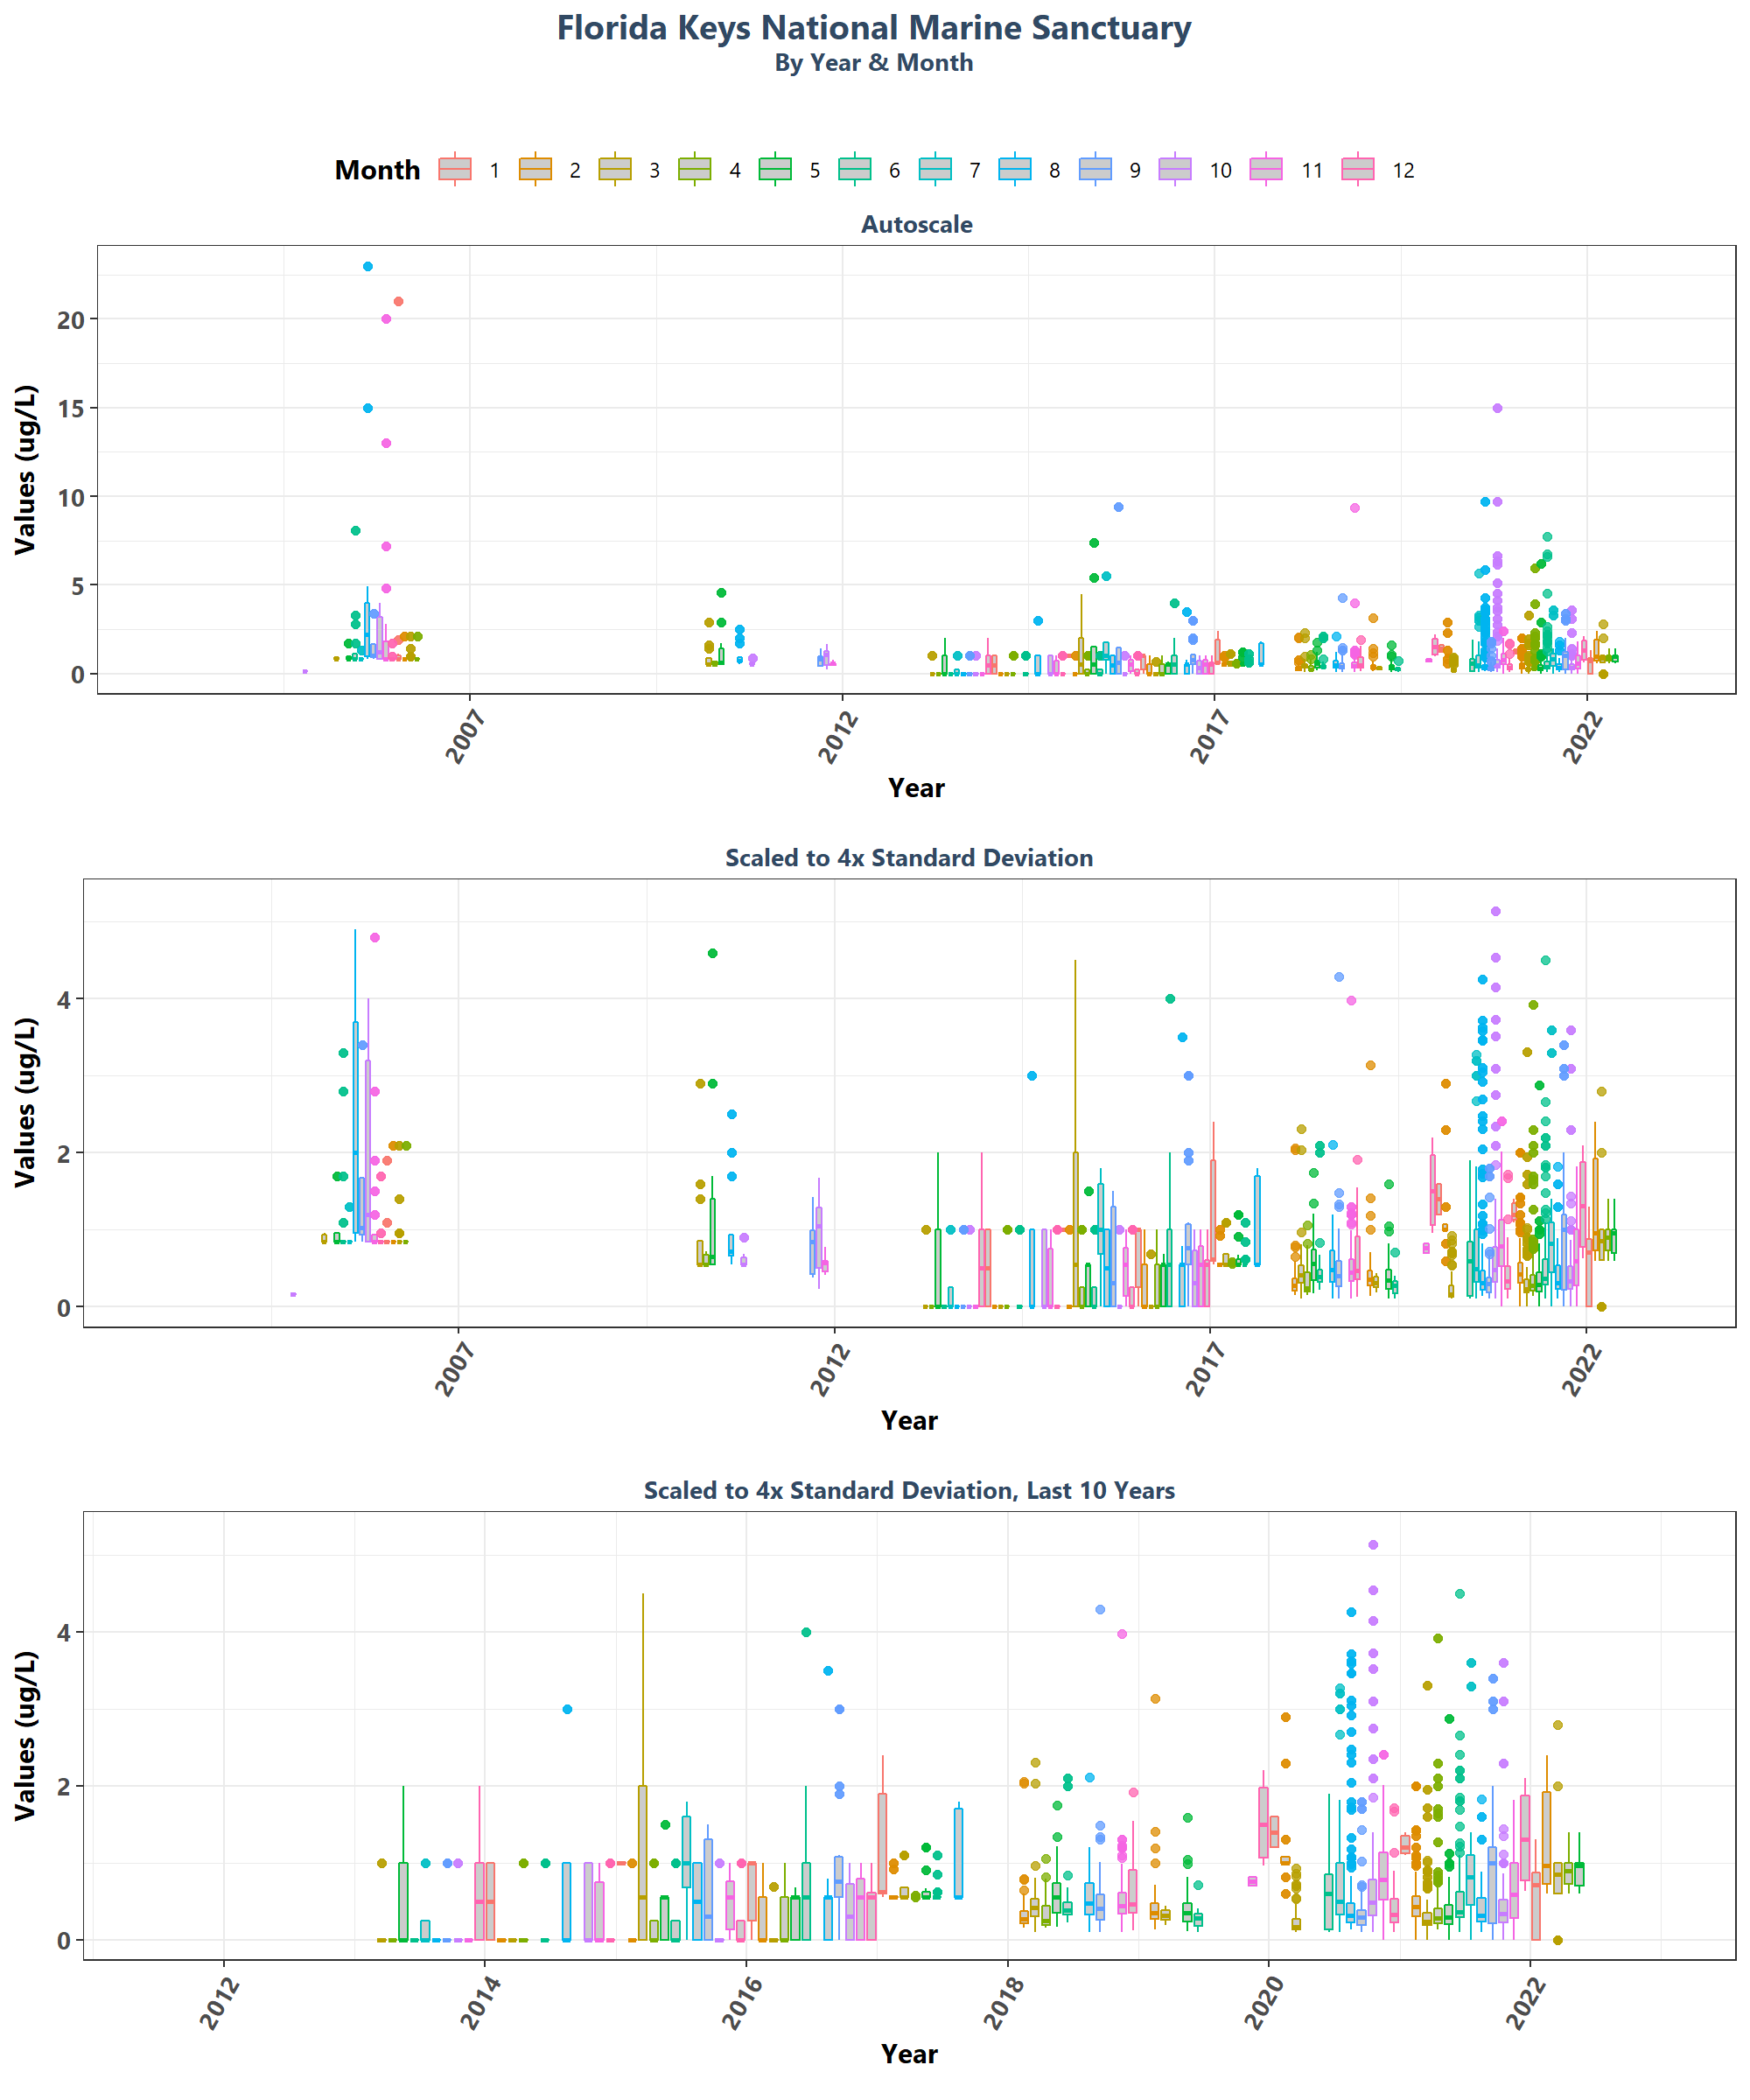 Florida Keys National Marine Sanctuary
By Year & Month
Month 1 2 3 4 5 6 7 8 9 10 11 12
Autoscale
Values (ug/L)
20
15
10
5
0
2007 2012 2017 2022
Year
Scaled to 4x Standard Deviation
Values (ug/L)
4
2
0
2007 2012 2017 2022
Year
Scaled to 4x Standard Deviation, Last 10 Years
Values (ug/L)
4
2
0
2012 2014 2016 2018 2020 2022
Year